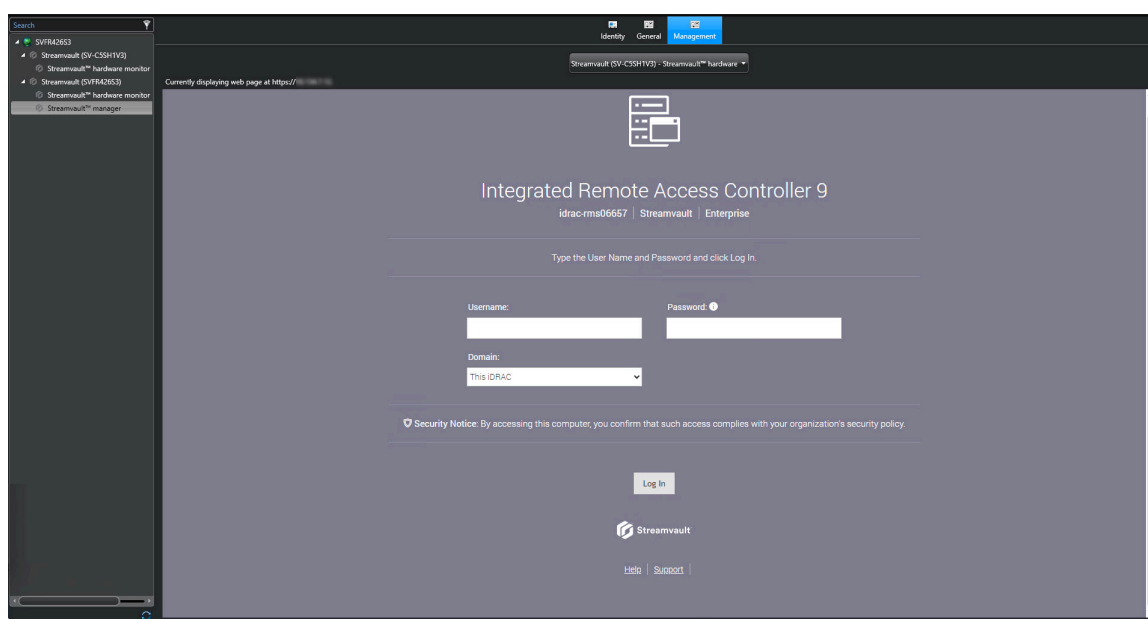 Search
SVFR42653
Streamvault (SV-C5SH1V3)
Streamvault™ hardware monitor
Streamvault (SVFR42653)
Streamvault™ hardware monitor
Streamvault™ manager
Identity
General
Management
Streamvault (SV-C5SH1V3) - Streamvault™ hardware
Currently displaying web page at https://
Integrated Remote Access Controller 9
idrac-rms06657 | Streamvault | Enterprise
Type the User Name and Password and click Log In.
Username:
Password:
Domain:
This iDRAC
Security Notice: By accessing this computer, you confirm that such access complies with your organization's security policy.
Log In
Streamvault
Help | Support |